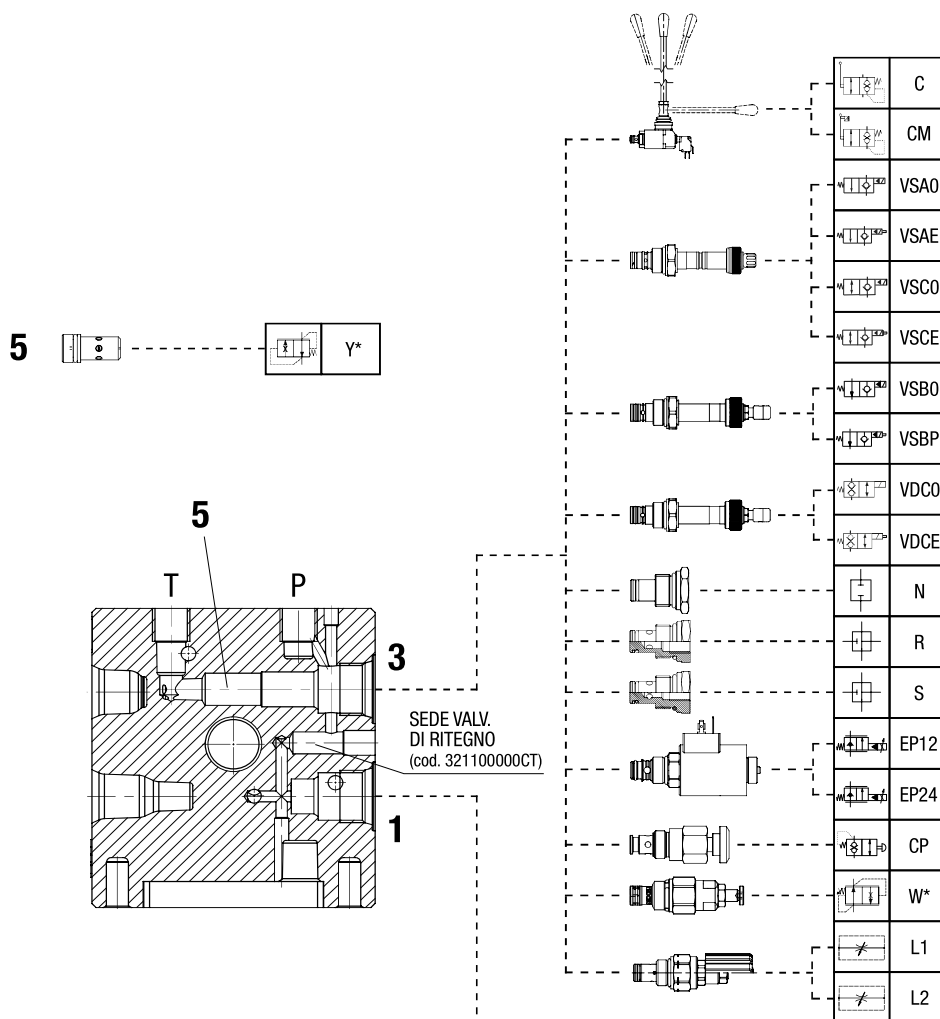 C
CM
VSA0
VSAE
VSC0
VSCE
5
Y*
VSB0
VSBP
VDC0
VDCE
5
T P
N
R
3
S
SEDE VALV.
DI RITEGNO
(cod. 321100000CT)
EP12
EP24
1
CP
W*
L1
L2